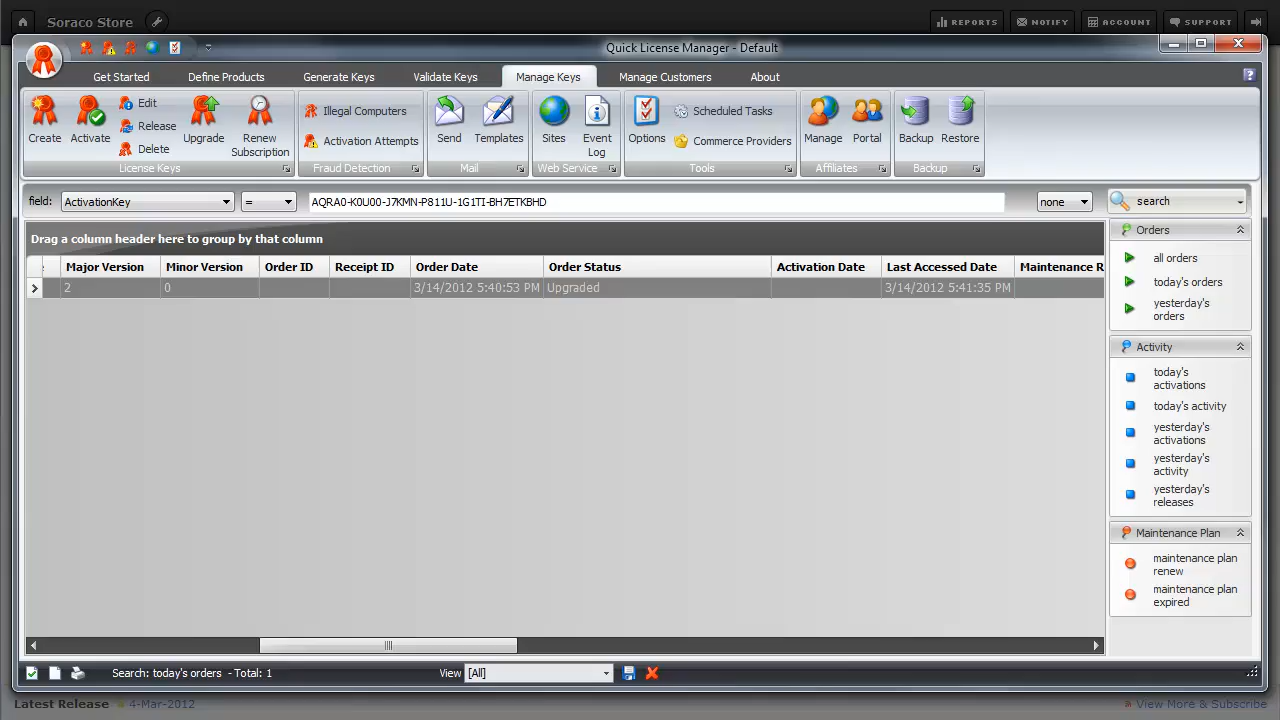 Soraco Store
REPORTS
NOTIFY
ACCOUNT
SUPPORT
Quick License Manager - Default
Get Started
Define Products
Generate Keys
Validate Keys
Manage Keys
Manage Customers
About
Create
Activate
Edit
Release
Delete
Upgrade
Renew
Subscription
License Keys
Illegal Computers
Activation Attempts
Fraud Detection
Send
Templates
Mail
Sites
Event
Log
Web Service
Options
Scheduled Tasks
Commerce Providers
Tools
Manage
Portal
Affiliates
Backup
Restore
Backup
field:
ActivationKey
=
AQRA0-K0U00-J7KMN-P811U-1G1TI-BH7ETKBHD
none
search
Drag a column header here to group by that column
Major Version
Minor Version
Order ID
Receipt ID
Order Date
Order Status
Activation Date
Last Accessed Date
Maintenance R
2
0
3/14/2012 5:40:53 PM
Upgraded
3/14/2012 5:41:35 PM
Orders
all orders
today's orders
yesterday's
orders
Activity
today's
activations
today's activity
yesterday's
activations
yesterday's
activity
yesterday's
releases
Maintenance Plan
maintenance plan
renew
maintenance plan
expired
Search: today's orders - Total: 1
View
[All]
Latest Release
4-Mar-2012
View More & Subscribe